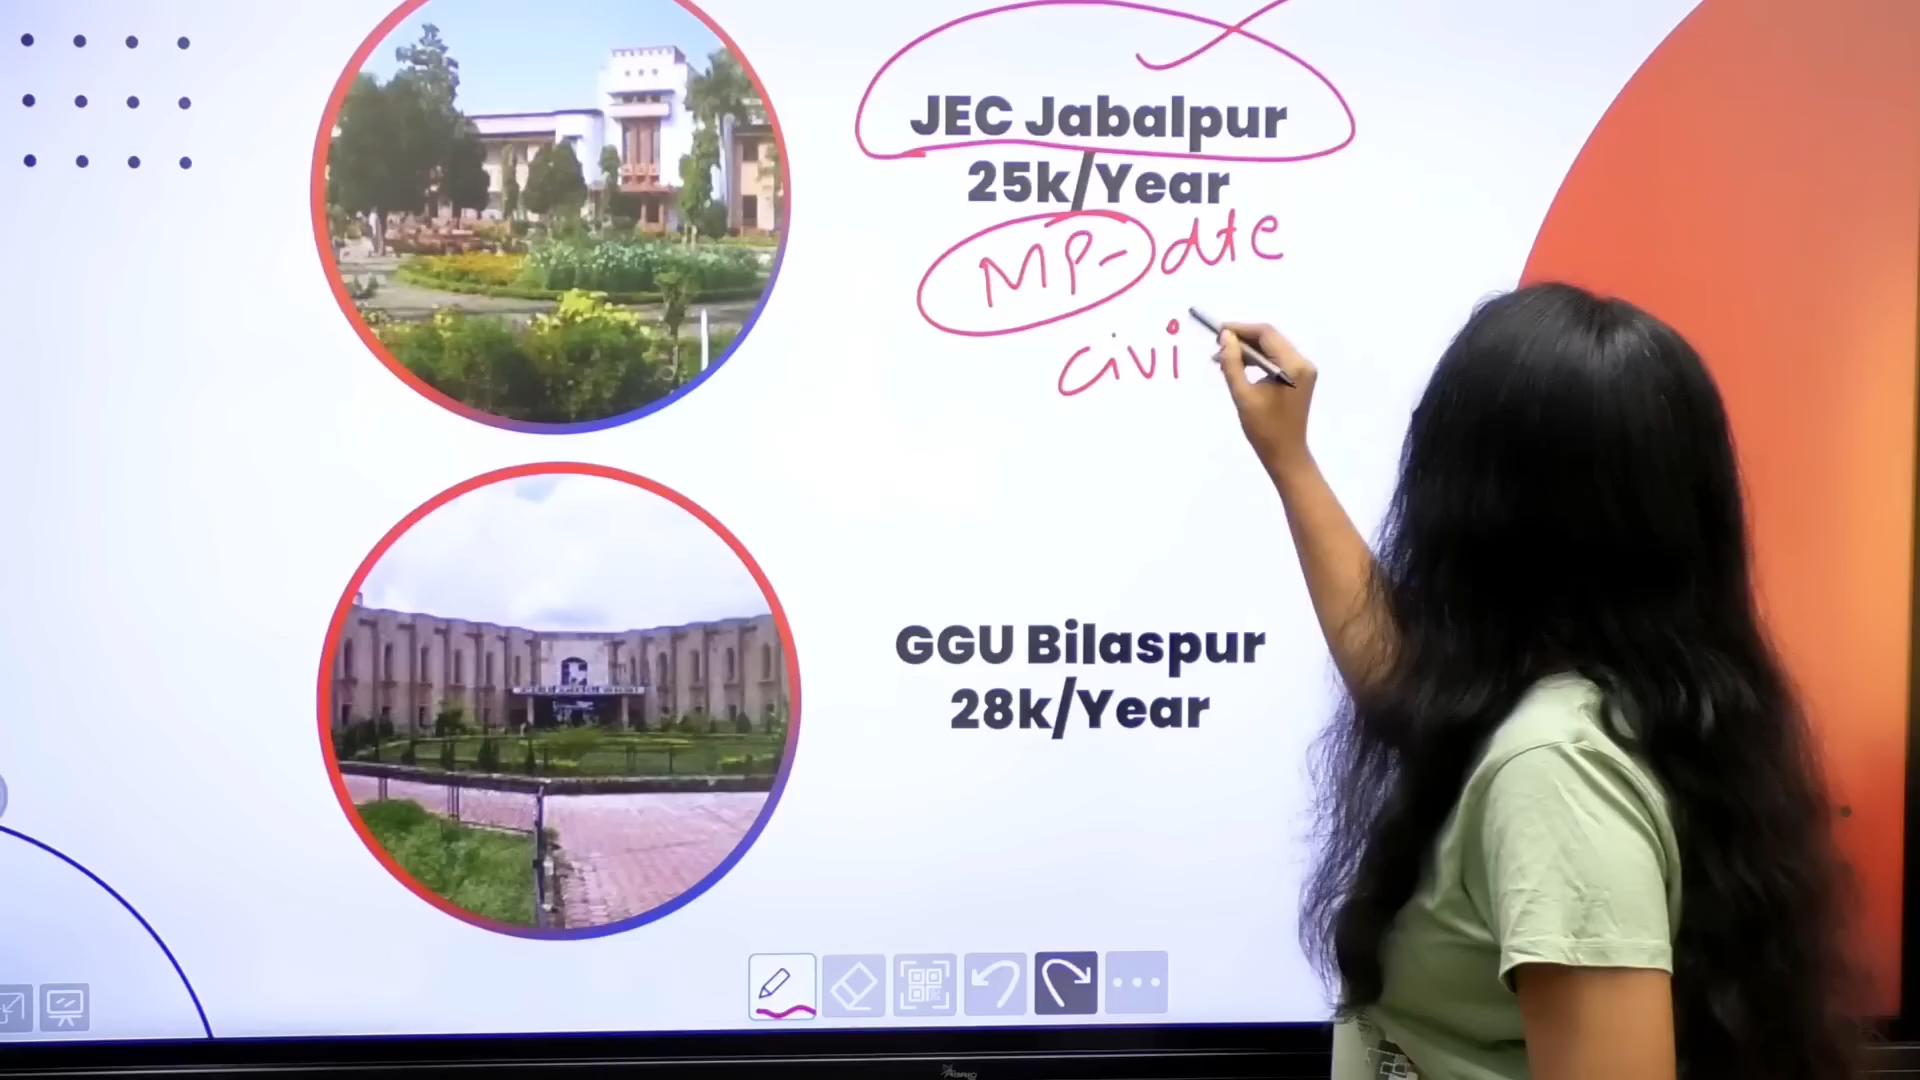 JEC Jabalpur
25k/Year
MP-dte
civi
GGU Bilaspur
28k/Year